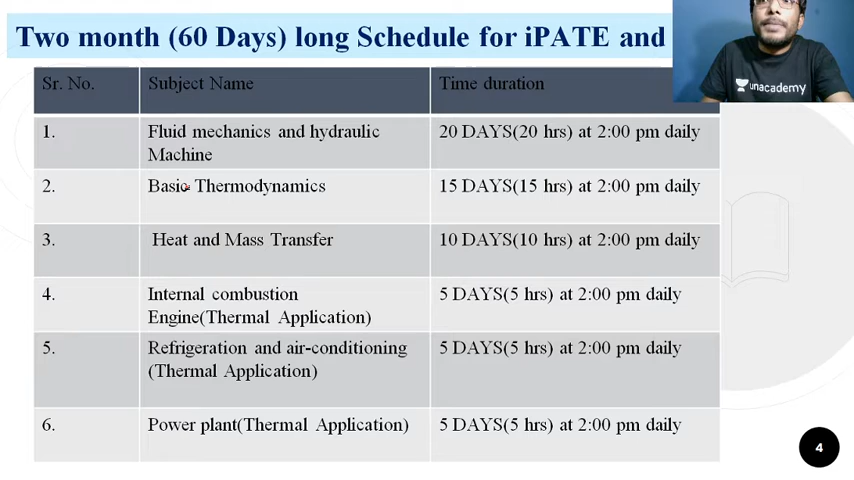 Two month (60 Days) long Schedule for iPATE and
unacademy
Sr. No. Subject Name Time duration
1. Fluid mechanics and hydraulic Machine 20 DAYS(20 hrs) at 2:00 pm daily
2. Basic Thermodynamics 15 DAYS(15 hrs) at 2:00 pm daily
3. Heat and Mass Transfer 10 DAYS(10 hrs) at 2:00 pm daily
4. Internal combustion Engine(Thermal Application) 5 DAYS(5 hrs) at 2:00 pm daily
5. Refrigeration and air-conditioning (Thermal Application) 5 DAYS(5 hrs) at 2:00 pm daily
6. Power plant(Thermal Application) 5 DAYS(5 hrs) at 2:00 pm daily
4